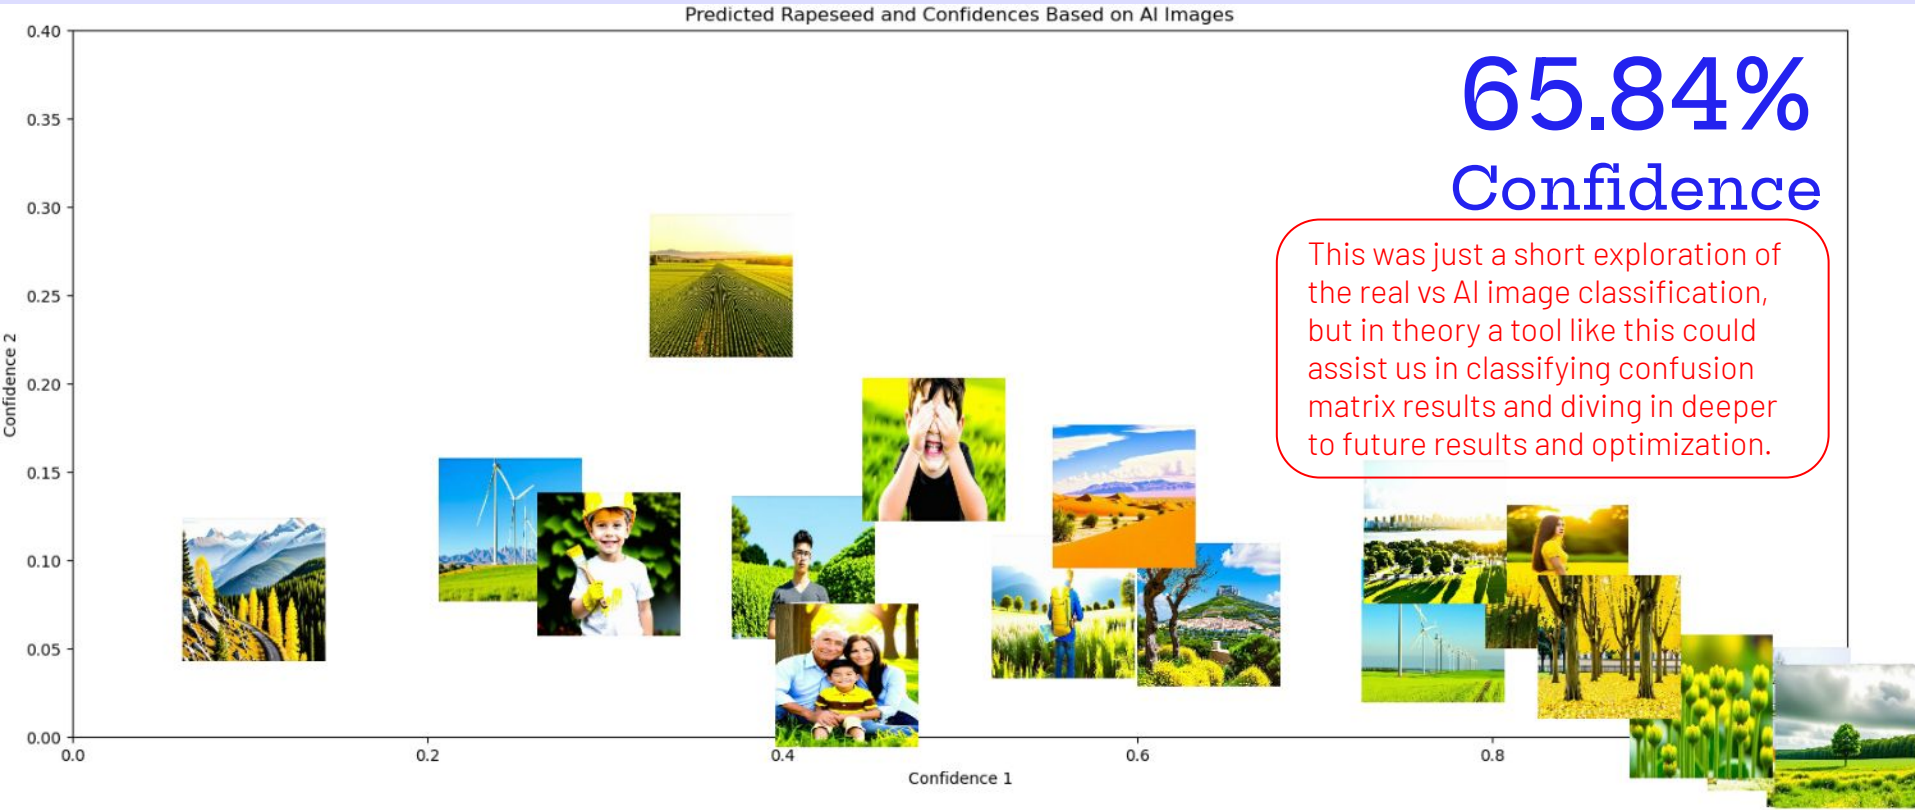 Predicted Rapeseed and Confidences Based on AI Images
65.84%
Confidence
This was just a short exploration of
the real vs AI image classification,
but in theory a tool like this could
assist us in classifying confusion
matrix results and diving in deeper
to future results and optimization.
Confidence 2
0.40
0.35
0.30
0.25
0.20
0.15
0.10
0.05
0.00
0.0
0.2
0.4
0.6
0.8
Confidence 1